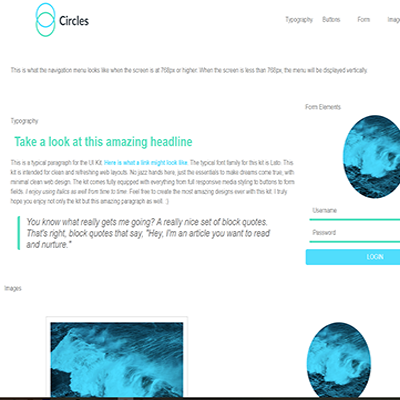 Circles
Typography Buttons Form Imag
This is what the navigation menu looks like when the screen is at 768px or higher. When the screen is less than 768px, the menu will be displayed vertically.
Form Elements
Typography
Take a look at this amazing headline
This is a typical paragraph for the UI Kit. Here is what a link might look like. The typical font family for this kit is Lato. This
kit is intended for clean and refreshing web layouts. No jazz hands here, just the essentials to make dreams come true, with
minimal clean web design. The kit comes fully equipped with everything from full responsive media styling to buttons to form
fields. I enjoy using italics as well from time to time. Feel free to create the most amazing designs ever with this kit. I truly
hope you enjoy not only the kit but this amazing paragraph as well. :)
You know what really gets me going? A really nice set of block quotes.
That's right, block quotes that say, "Hey, I'm an article you want to read
and nurture."
Username
Password
LOGIN
Images